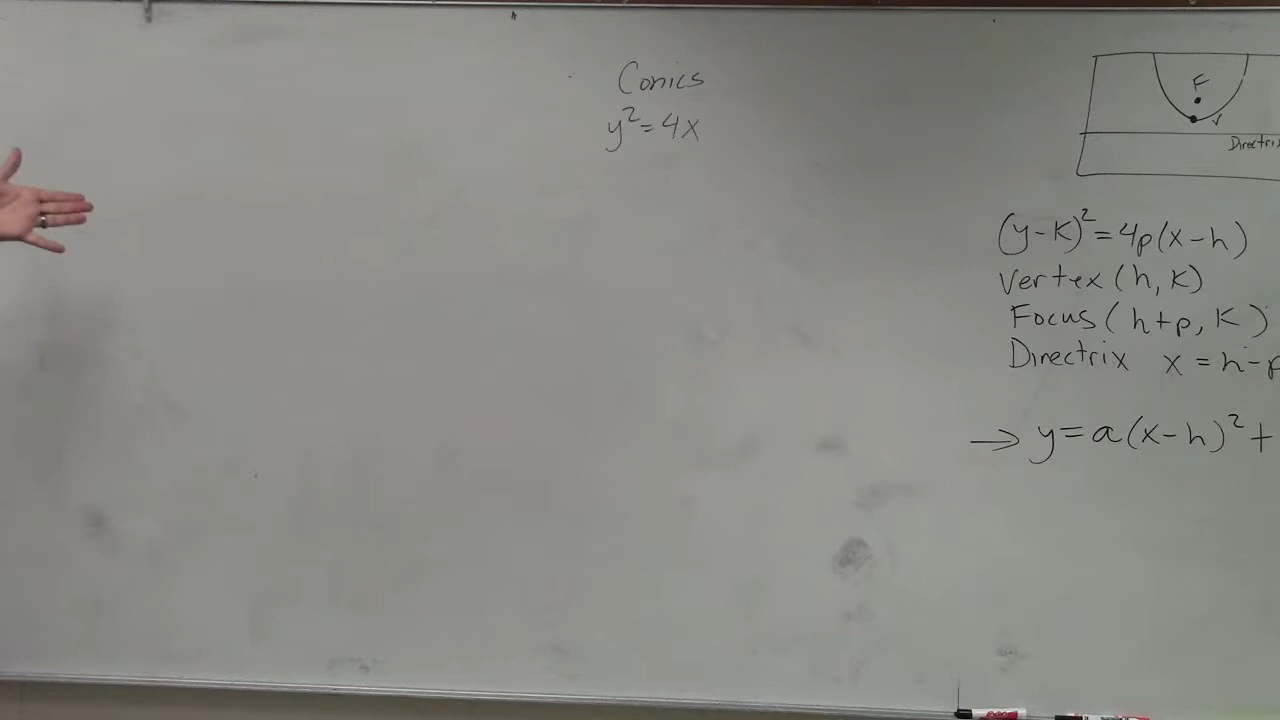 Conics
y²=4x
F
V
Directrix
(y-k)²=4p(x-h)
Vertex (h,k)
Focus (h+p, k)
Directrix x = h-p
→ y=a(x-h)²+